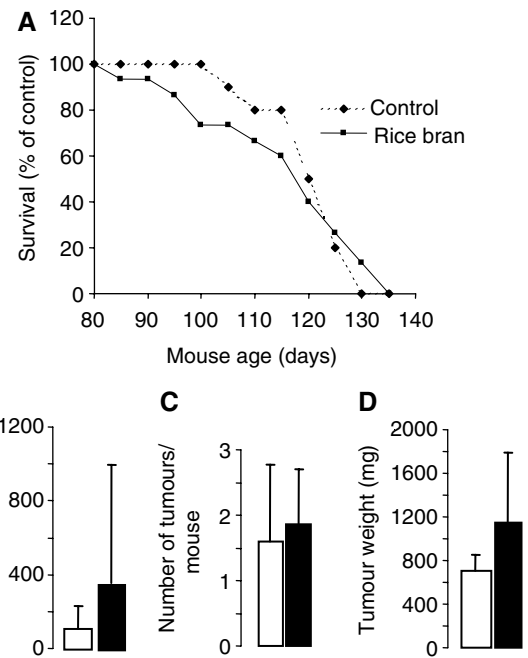 A
120
100
80
60
40
20
0
Survival (% of control)
Control
Rice bran
80 90 100 110 120 130 140
Mouse age (days)
1200
800
400
0
C
Number of tumours/
mouse
3
2
1
0
D
Tumour weight (mg)
2000
1600
1200
800
400
0